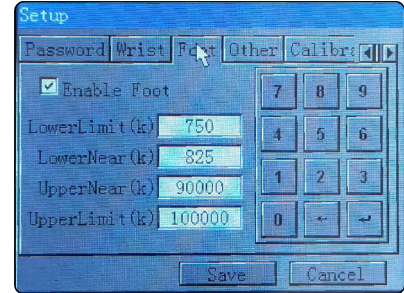 Setup
Password Wrist Foot Other Calibra
Enable Foot
LowerLimit(k) 750
LowerNear(k) 825
UpperNear(k) 90000
UpperLimit(k) 100000
7 8 9
4 5 6
1 2 3
0 ← ↵
Save Cancel